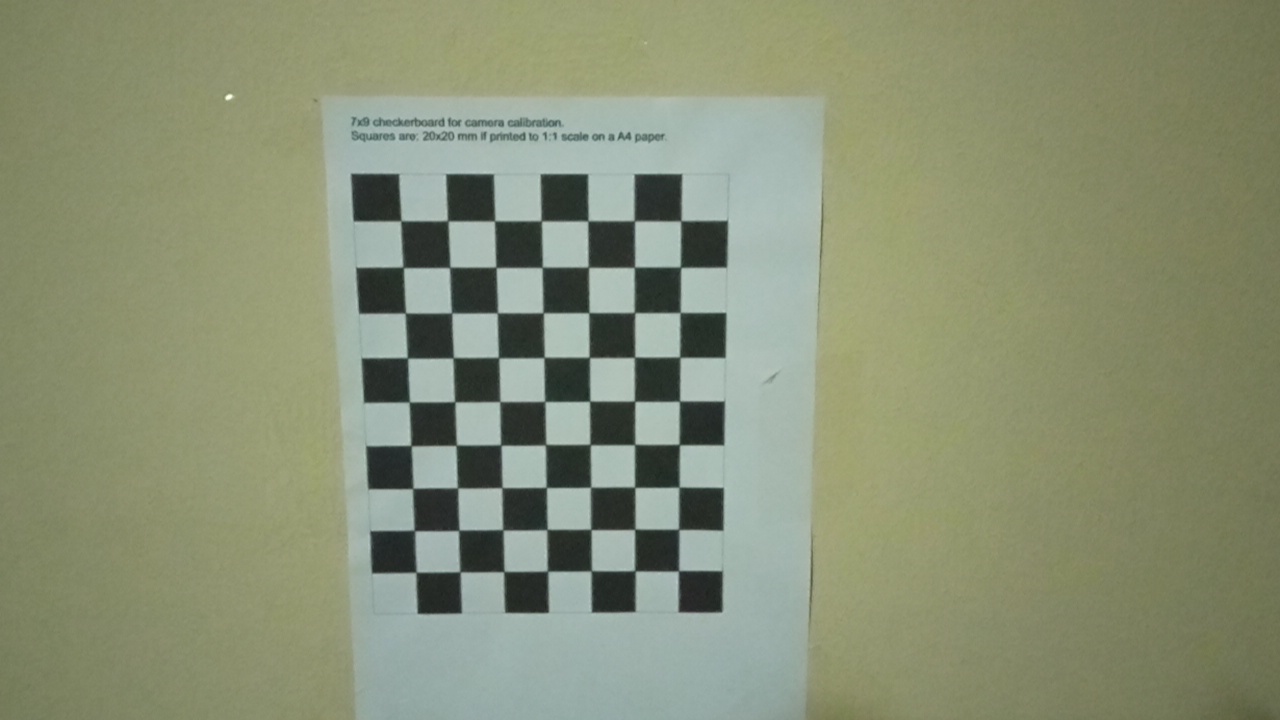 7x9 checkerboard for camera calibration.
Squares are: 20x20 mm if printed to 1:1 scale on a A4 paper.